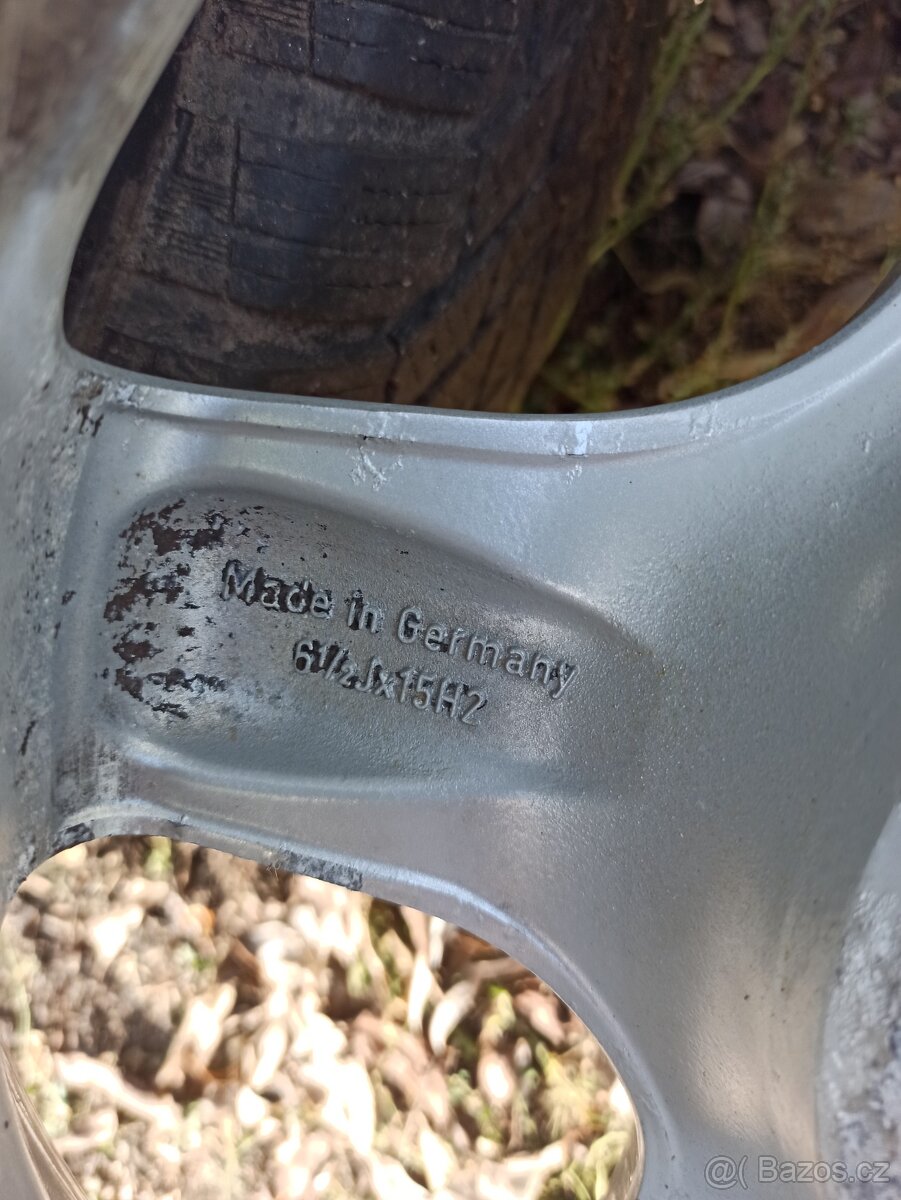 Made in Germany
6½Jx15H2
@( Bazos.cz